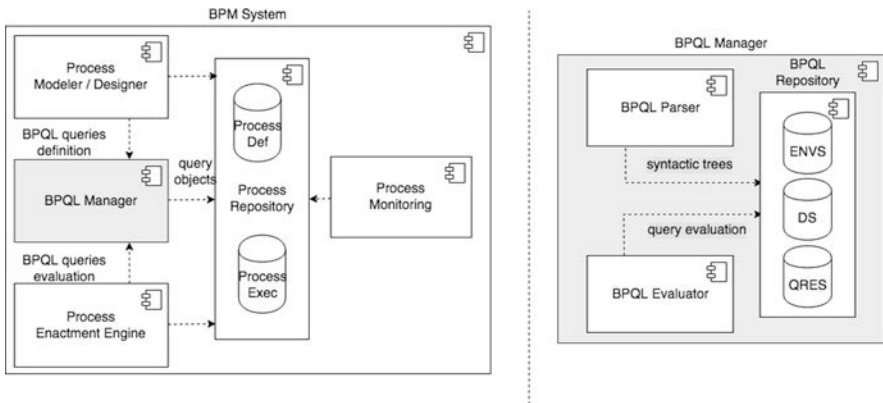 BPM System
Process
Modeler / Designer
BPQL queries
definition
BPQL Manager
BPQL queries
evaluation
Process
Enactment Engine
query
objects
Process
Def
Process
Repository
Process
Exec
Process
Monitoring
BPQL Manager
BPQL Parser
syntactic trees
query evaluation
BPQL Evaluator
BPQL
Repository
ENVS
DS
QRES